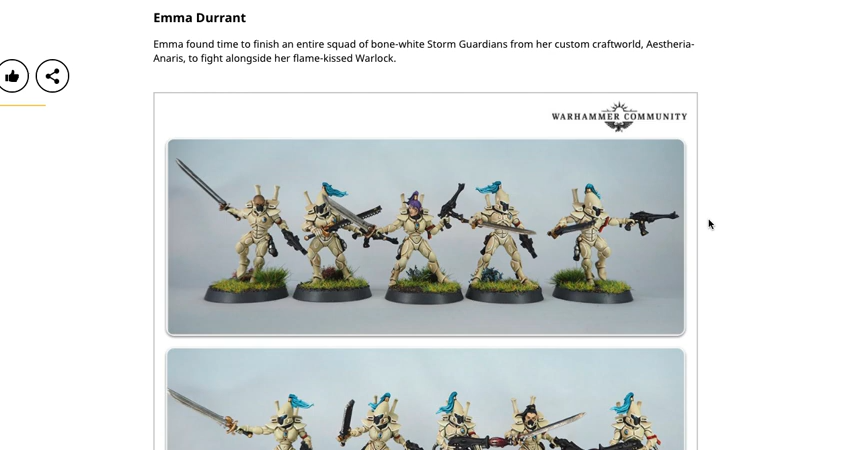 Emma Durrant
Emma found time to finish an entire squad of bone-white Storm Guardians from her custom craftworld, Aestheria-
Anaris, to fight alongside her flame-kissed Warlock.
WARHAMMER COMMUNITY